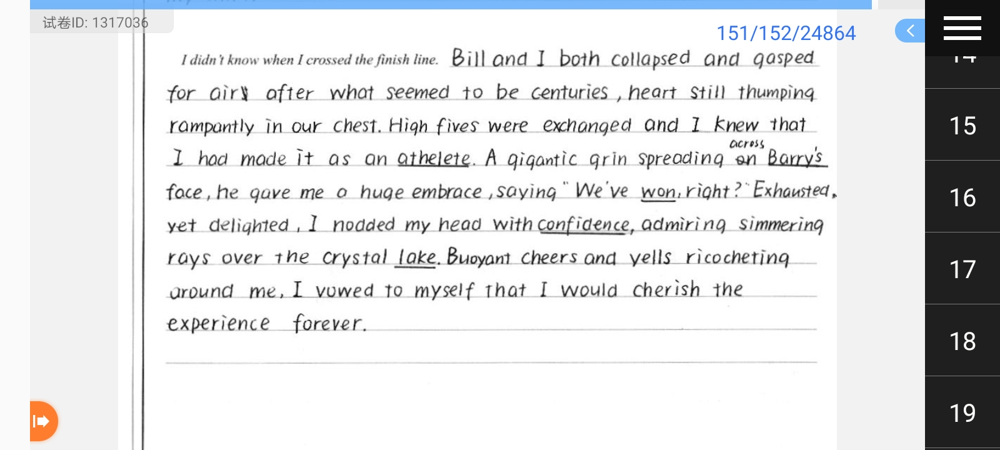 试卷ID: 1317036
151/152/24864
I didn't know when I crossed the finish line. Bill and I both collapsed and gasped
for air after what seemed to be centuries, heart still thumping
rampantly in our chest. High fives were exchanged and I knew that
I had made it as an athelete. A gigantic grin spreading across Barry's
face, he gave me a huge embrace, saying "We've won, right?" Exhausted,
yet delighted, I nodded my head with confidence, admiring simmering
rays over the crystal lake. Buoyant cheers and yells ricocheting
around me, I vowed to myself that I would cherish the
experience forever.
14
15
16
17
18
19